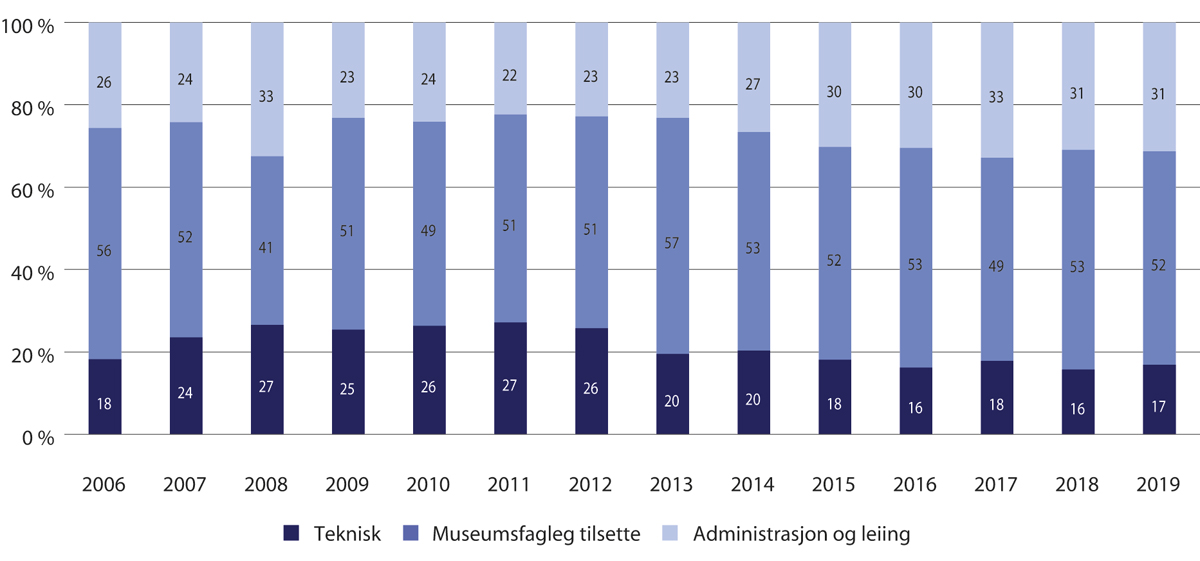 100 %
26 24 33 23 24 22 23 23 27 30 30 33 31 31
80 %
60 %
56 52 41 51 49 51 51 57 53 52 53 49 53 52
40 %
20 %
18 24 27 25 26 27 26 20 20 18 16 18 16 17
0 %
2006 2007 2008 2009 2010 2011 2012 2013 2014 2015 2016 2017 2018 2019
Teknisk Museumsfagleg tilsette Administrasjon og leiing